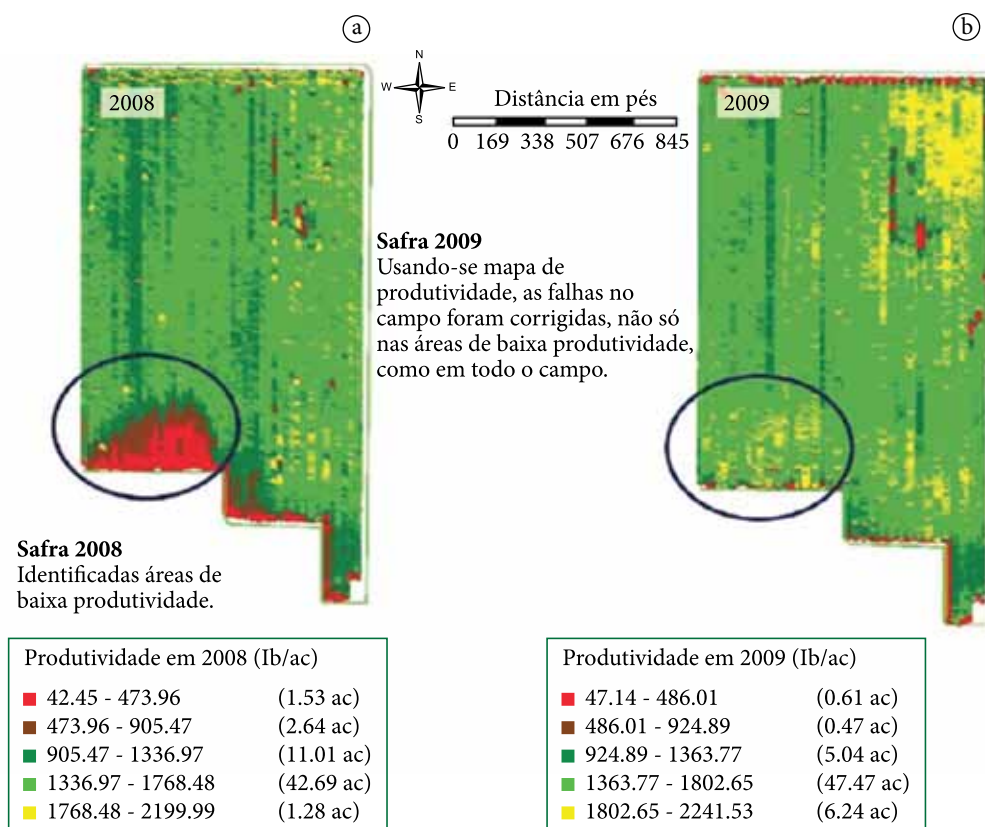 a
b
2008
N
W E
S
Distância em pés
0 169 338 507 676 845
2009
Safra 2009
Usando-se mapa de
produtividade, as falhas no
campo foram corrigidas, não só
nas áreas de baixa produtividade,
como em todo o campo.
Safra 2008
Identificadas áreas de
baixa produtividade.
Produtividade em 2008 (Ib/ac)
42.45 - 473.96 (1.53 ac)
473.96 - 905.47 (2.64 ac)
905.47 - 1336.97 (11.01 ac)
1336.97 - 1768.48 (42.69 ac)
1768.48 - 2199.99 (1.28 ac)
Produtividade em 2009 (Ib/ac)
47.14 - 486.01 (0.61 ac)
486.01 - 924.89 (0.47 ac)
924.89 - 1363.77 (5.04 ac)
1363.77 - 1802.65 (47.47 ac)
1802.65 - 2241.53 (6.24 ac)